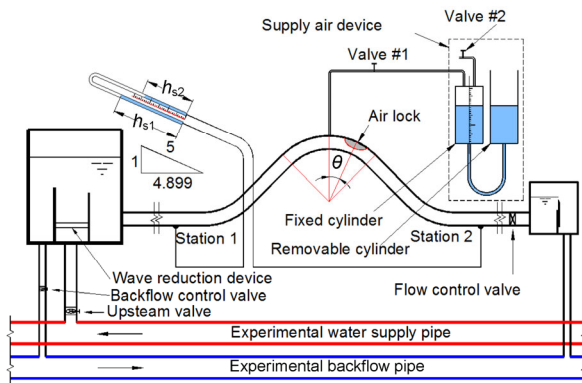 Valve #2
Supply air device
Valve #1
hs2
hs1
Air lock
5
1
4.899
θ
Fixed cylinder
Station 1
Station 2
Removable cylinder
Wave reduction device
Backflow control valve
Flow control valve
Upsteam valve
Experimental water supply pipe
Experimental backflow pipe